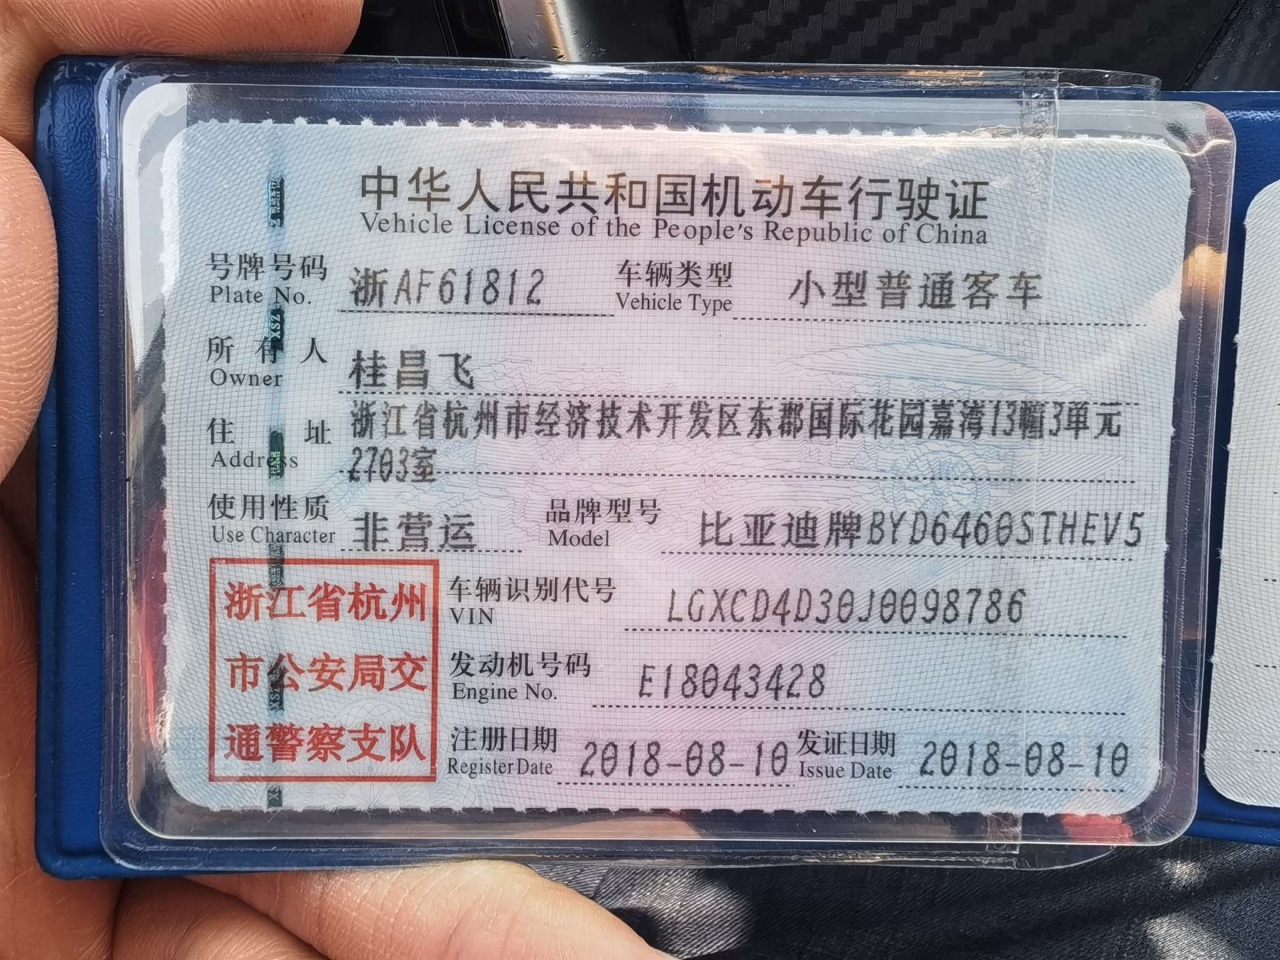 中华人民共和国机动车行驶证
Vehicle License of the People's Republic of China
号牌号码 浙AF61812 车辆类型 小型普通客车
Plate No. Vehicle Type
所有人 桂昌飞
Owner
住址 浙江省杭州市经济技术开发区东郡国际花园嘉湾13幢3单元
Address 2703室
使用性质 非营运 品牌型号 比亚迪牌BYD6460STHEV5
Use Character Model
浙江省杭州
市公安局交
通警察支队
车辆识别代号 LGXCD4D30J0098786
VIN
发动机号码 E18043428
Engine No.
注册日期 2018-08-10 发证日期 2018-08-10
Register Date Issue Date